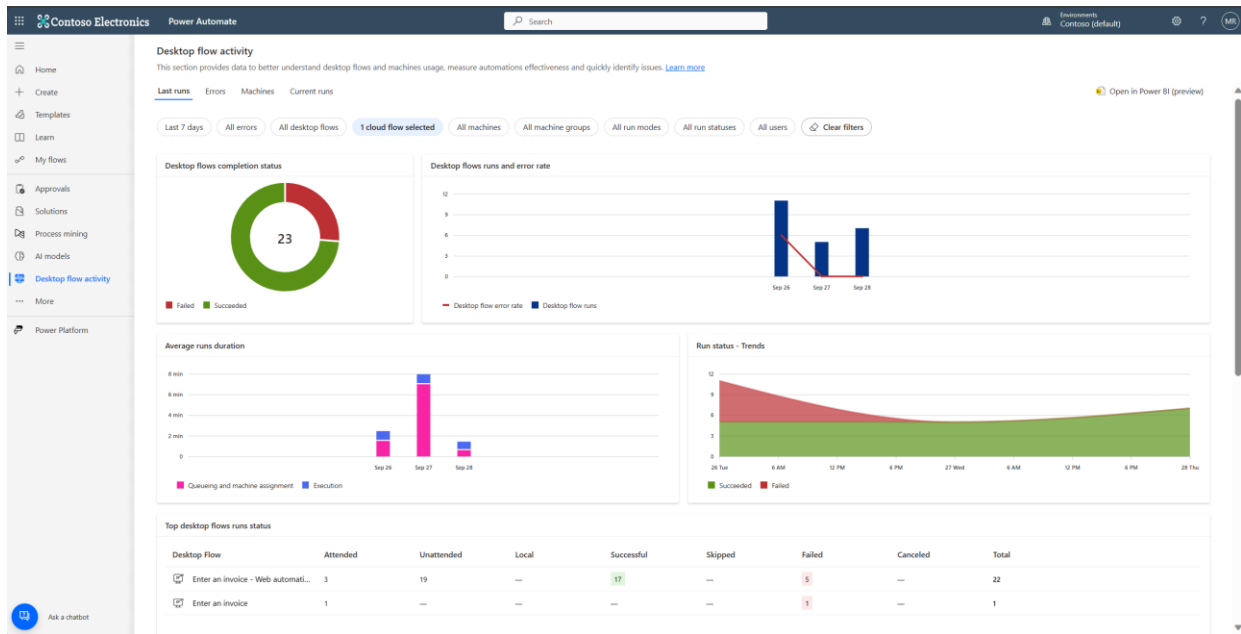 Contoso Electronics Power Automate Search Environments Contoso (default) ? MR
Desktop flow activity
This section provides data to better understand desktop flows and machines usage, measure automations effectiveness and quickly identify issues. Learn more
Home
Create
Templates
Learn
My flows
Approvals
Solutions
Process mining
AI models
Desktop flow activity
More
Power Platform
Ask a chatbot
Last runs Errors Machines Current runs Open in Power BI (preview)
Last 7 days All errors All desktop flows 1 cloud flow selected All machines All machine groups All run modes All run statuses All users Clear filters
Desktop flows completion status
23
Failed Succeeded
Desktop flows runs and error rate
12
9
6
3
0
Sep 26 Sep 27 Sep 28
Desktop flow error rate Desktop flow runs
Average runs duration
8 min
6 min
4 min
2 min
0
Sep 26 Sep 27 Sep 28
Queueing and machine assignment Execution
Run status - Trends
12
9
6
3
0
26 Tue 6 AM 12 PM 6 PM 27 Wed 6 AM 12 PM 6 PM 28 Thu
Succeeded Failed
Top desktop flows runs status
Desktop Flow Attended Unattended Local Successful Skipped Failed Canceled Total
Enter an invoice - Web automati... 3 19 — 17 — 5 — 22
Enter an invoice 1 — — — — 1 — 1